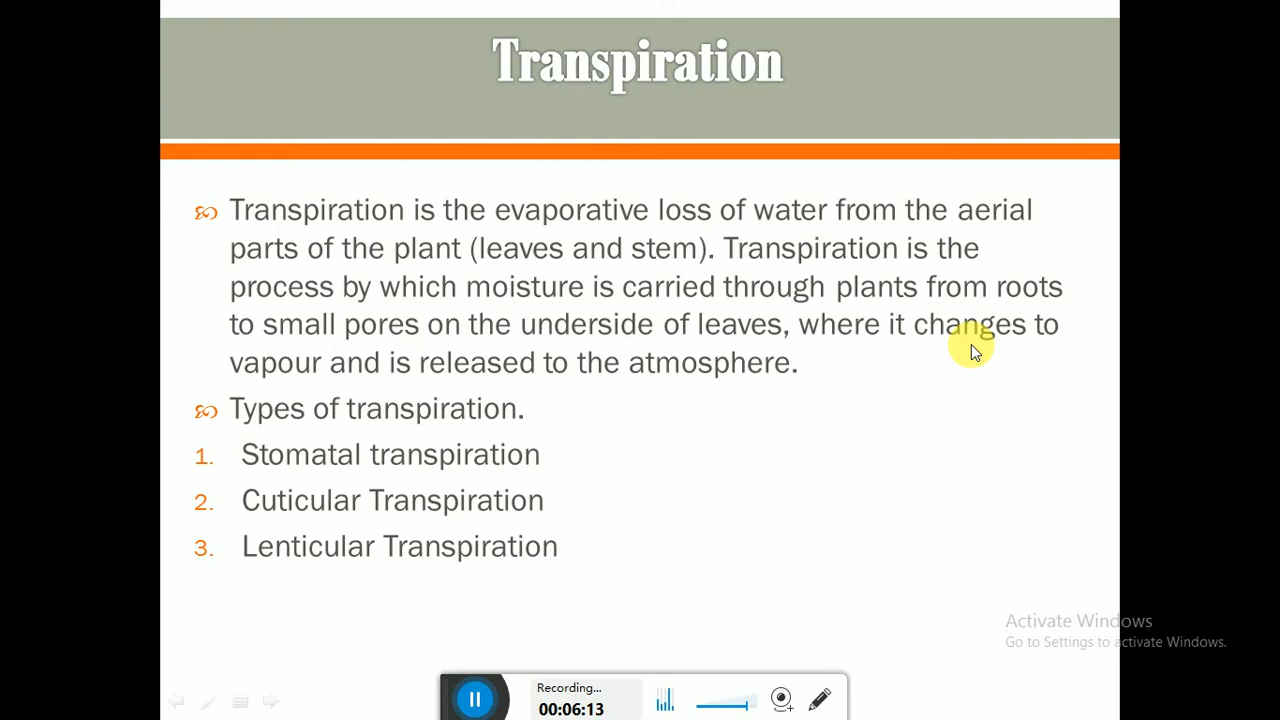 Transpiration
Transpiration is the evaporative loss of water from the aerial
parts of the plant (leaves and stem). Transpiration is the
process by which moisture is carried through plants from roots
to small pores on the underside of leaves, where it changes to
vapour and is released to the atmosphere.
Types of transpiration.
1. Stomatal transpiration
2. Cuticular Transpiration
3. Lenticular Transpiration
Activate Windows
Go to Settings to activate Windows.
Recording...
00:06:13